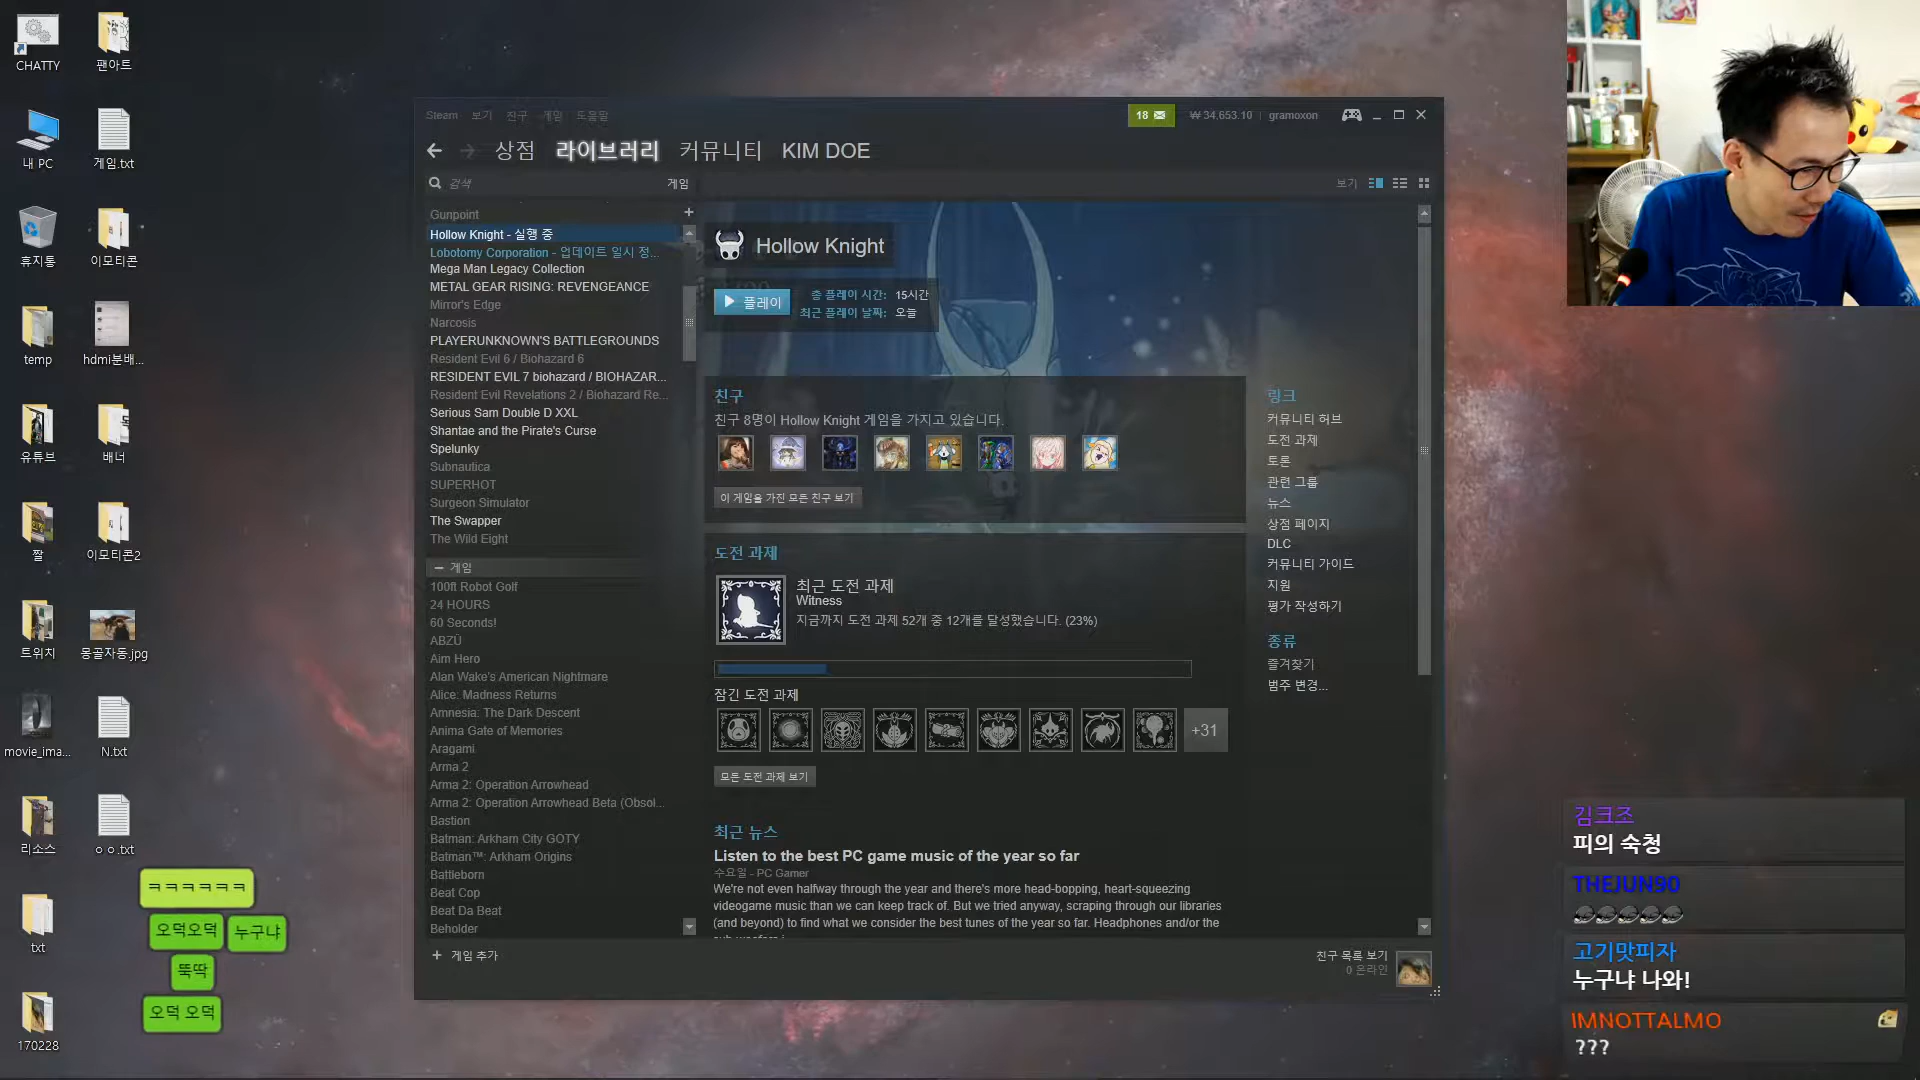 CHATTY
팬아트
내 PC
게임.txt
휴지통
이모티콘
temp
hdmi분배...
유튜브
배너
짤
이모티콘2
트위치
몽골자동.jpg
movie_ima...
N.txt
리소스
ㅇㅇ.txt
txt
170228
ㅋㅋㅋㅋㅋㅋ
오덕오덕
누구냐
뚝딱
오덕 오덕
Steam 보기 친구 게임 도움말
18
₩ 34,653.10
gramoxon
상점 라이브러리 커뮤니티 KIM DOE
검색
게임
보기
Gunpoint
Hollow Knight - 실행 중
Lobotomy Corporation - 업데이트 일시 정...
Mega Man Legacy Collection
METAL GEAR RISING: REVENGEANCE
Mirror's Edge
Narcosis
PLAYERUNKNOWN'S BATTLEGROUNDS
Resident Evil 6 / Biohazard 6
RESIDENT EVIL 7 biohazard / BIOHAZAR...
Resident Evil Revelations 2 / Biohazard Re...
Serious Sam Double D XXL
Shantae and the Pirate's Curse
Spelunky
Subnautica
SUPERHOT
Surgeon Simulator
The Swapper
The Wild Eight
게임
100ft Robot Golf
24 HOURS
60 Seconds!
ABZÛ
Aim Hero
Alan Wake's American Nightmare
Alice: Madness Returns
Amnesia: The Dark Descent
Anima Gate of Memories
Aragami
Arma 2
Arma 2: Operation Arrowhead
Arma 2: Operation Arrowhead Beta (Obsol...
Bastion
Batman: Arkham City GOTY
Batman™: Arkham Origins
Battleborn
Beat Cop
Beat Da Beat
Beholder
+ 게임 추가
Hollow Knight
플레이
총 플레이 시간: 15시간
최근 플레이 날짜: 오늘
친구
친구 8명이 Hollow Knight 게임을 가지고 있습니다.
이 게임을 가진 모든 친구 보기
도전 과제
최근 도전 과제
Witness
지금까지 도전 과제 52개 중 12개를 달성했습니다. (23%)
잠긴 도전 과제
+31
모든 도전 과제 보기
최근 뉴스
Listen to the best PC game music of the year so far
수요일 - PC Gamer
We're not even halfway through the year and there's more head-bopping, heart-squeezing
videogame music than we can keep track of. But we tried anyway, scraping through our libraries
(and beyond) to find what we consider the best tunes of the year so far. Headphones and/or the
링크
커뮤니티 허브
도전 과제
토론
관련 그룹
뉴스
상점 페이지
DLC
커뮤니티 가이드
지원
평가 작성하기
종류
즐겨찾기
범주 변경...
친구 목록 보기
0 온라인
김크조
피의 숙청
THEJUN90
고기맛피자
누구냐 나와!
IMNOTTALMO
???